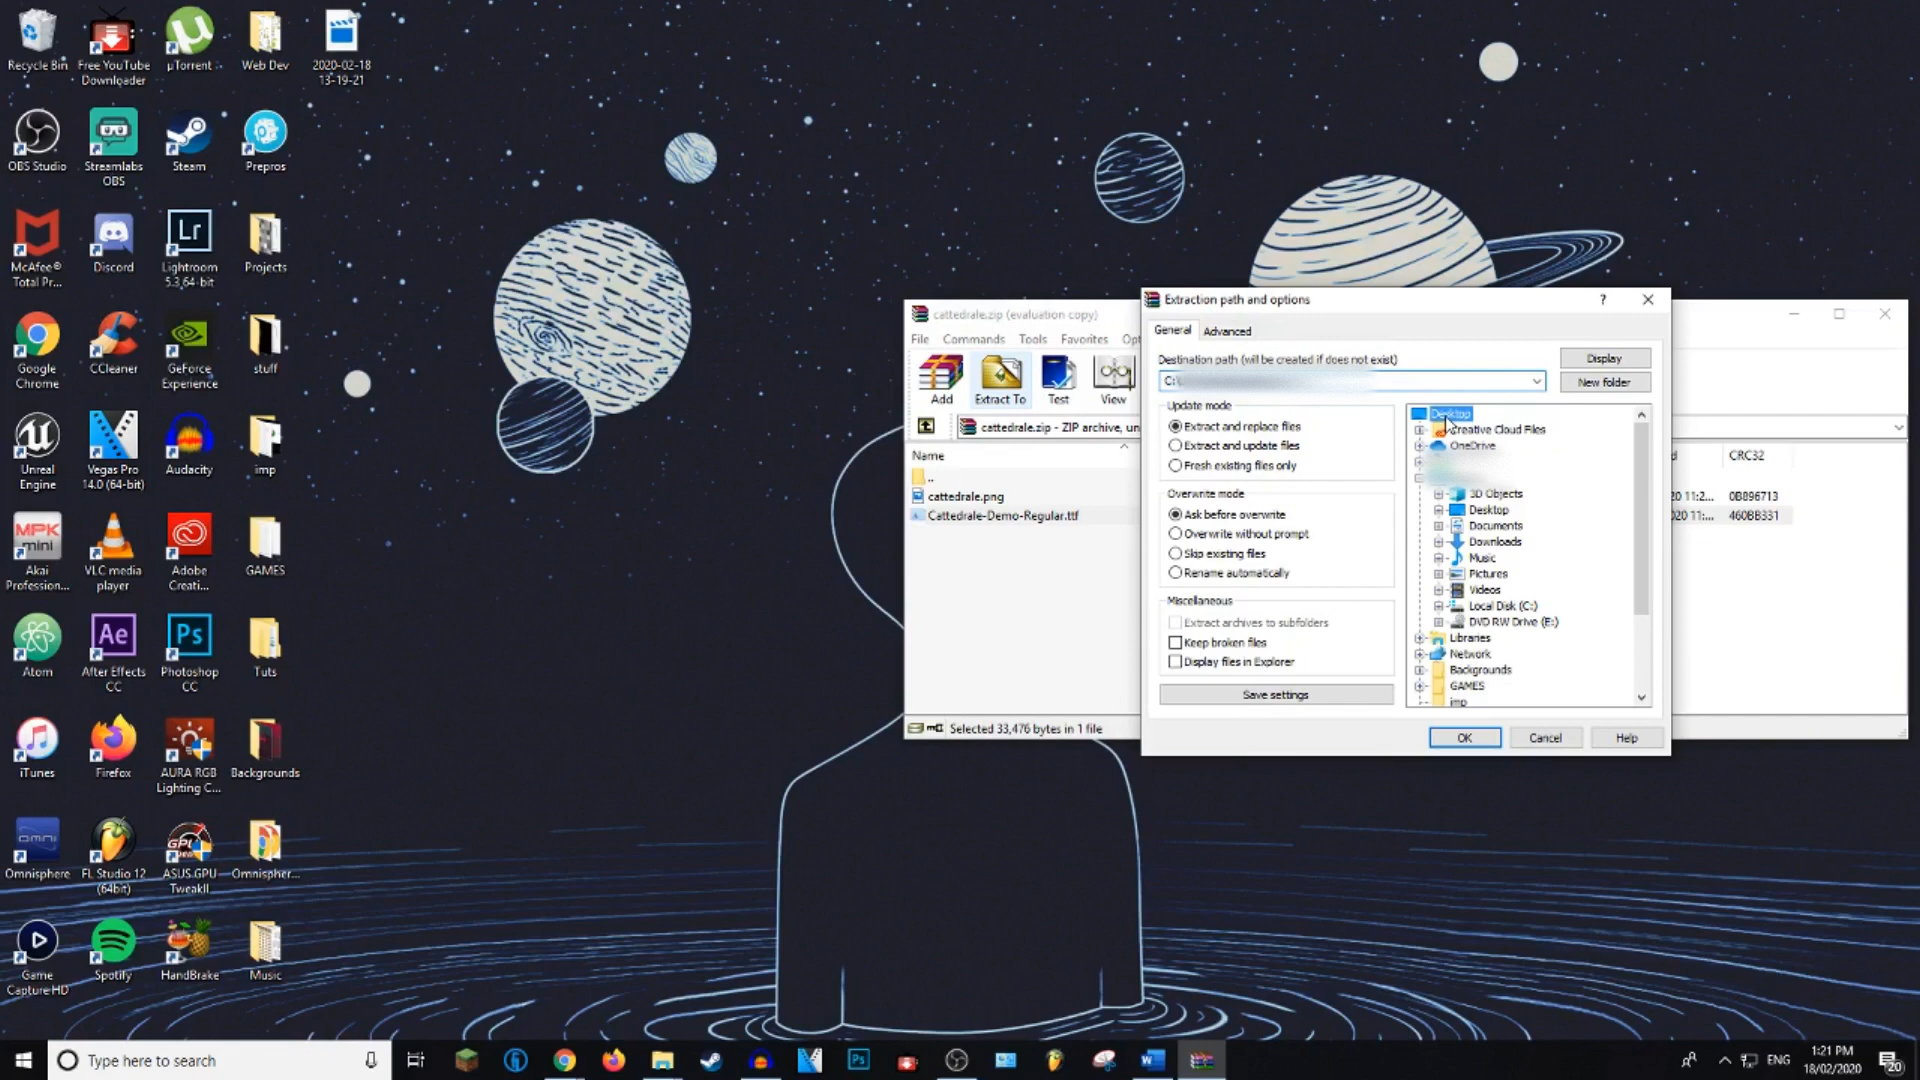 Recycle Bin
Free YouTube
Downloader
µTorrent
Web Dev
2020-02-18
13-19-21
OBS Studio
Streamlabs
OBS
Steam
Prepros
McAfee®
Total Pr...
Discord
Lightroom
5.3 64-bit
Projects
Google
Chrome
CCleaner
GeForce
Experience
stuff
Unreal
Engine
Vegas Pro
14.0 (64-bit)
Audacity
imp
MPK
mini
Akai
Profession...
VLC media
player
Adobe
Creati...
GAMES
Atom
After Effects
CC
Photoshop
CC
Tuts
iTunes
Firefox
AURA RGB
Lighting C...
Backgrounds
Omnisphere
FL Studio 12
(64bit)
ASUS GPU
TweakII
Omnispher...
Game
Capture HD
Spotify
HandBrake
Music
cattedrale.zip (evaluation copy)
File Commands Tools Favorites Opt
Add Extract To Test View
cattedrale.zip - ZIP archive, un
Name
CRC32
..
cattedrale.png
020 11:2... 0B896713
Cattedrale-Demo-Regular.ttf
020 11:... 460BB331
Selected 33,476 bytes in 1 file
Extraction path and options
General Advanced
Destination path (will be created if does not exist)
Display
C:\
New folder
Update mode
Extract and replace files
Extract and update files
Fresh existing files only
Overwrite mode
Ask before overwrite
Overwrite without prompt
Skip existing files
Rename automatically
Miscellaneous
Extract archives to subfolders
Keep broken files
Display files in Explorer
Save settings
Desktop
Creative Cloud Files
OneDrive
3D Objects
Desktop
Documents
Downloads
Music
Pictures
Videos
Local Disk (C:)
DVD RW Drive (E:)
Libraries
Network
Backgrounds
GAMES
imp
OK Cancel Help
Type here to search
ENG
1:21 PM
18/02/2020
20